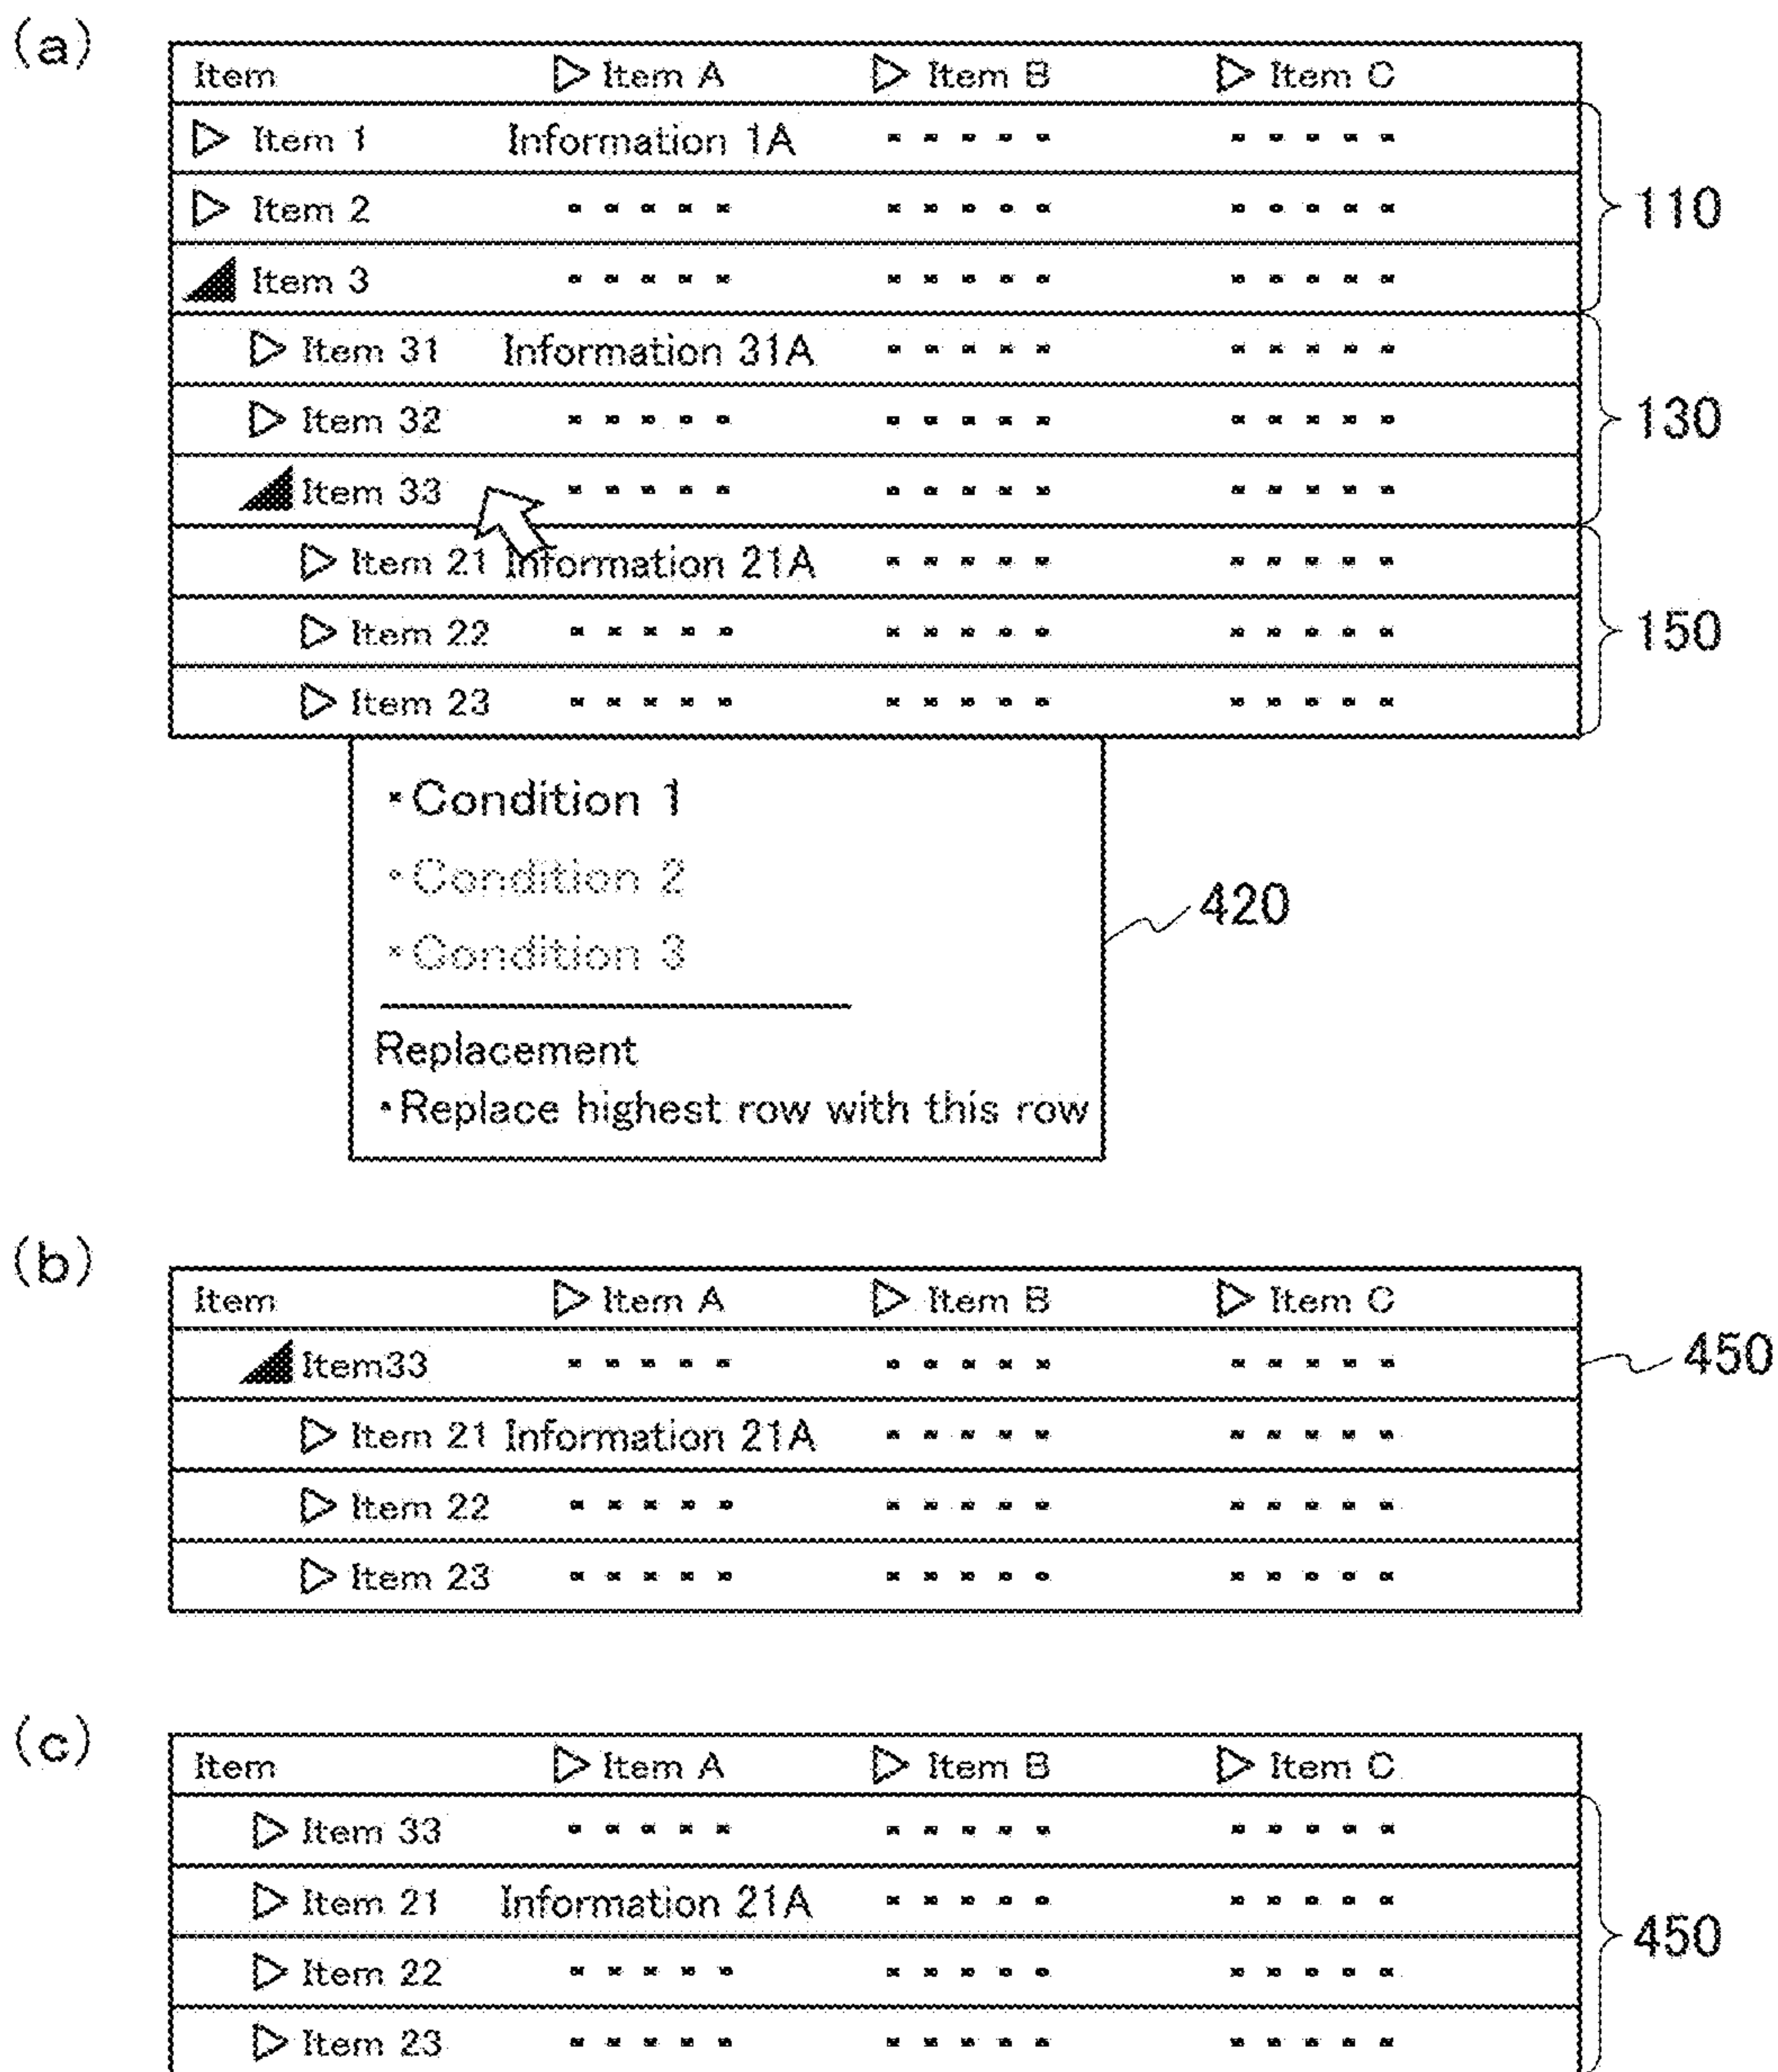 (a)
Item ▷ Item A ▷ Item B ▷ Item C
▷ Item 1 Information 1A ・・・・・ ・・・・・
▷ Item 2 ・・・・・ ・・・・・ ・・・・・
◢ Item 3 ・・・・・ ・・・・・ ・・・・・
110
▷ Item 31 Information 31A ・・・・・ ・・・・・
▷ Item 32 ・・・・・ ・・・・・ ・・・・・
◢ Item 33 ・・・・・ ・・・・・ ・・・・・
130
▷ Item 21 Information 21A ・・・・・ ・・・・・
▷ Item 22 ・・・・・ ・・・・・ ・・・・・
▷ Item 23 ・・・・・ ・・・・・ ・・・・・
150
・Condition 1
・Condition 2
・Condition 3
Replacement
・Replace highest row with this row
420
(b)
Item ▷ Item A ▷ Item B ▷ Item C
◢ Item33 ・・・・・ ・・・・・ ・・・・・
450
▷ Item 21 Information 21A ・・・・・ ・・・・・
▷ Item 22 ・・・・・ ・・・・・ ・・・・・
▷ Item 23 ・・・・・ ・・・・・ ・・・・・
(c)
Item ▷ Item A ▷ Item B ▷ Item C
▷ Item 33 ・・・・・ ・・・・・ ・・・・・
▷ Item 21 Information 21A ・・・・・ ・・・・・
▷ Item 22 ・・・・・ ・・・・・ ・・・・・
▷ Item 23 ・・・・・ ・・・・・ ・・・・・
450